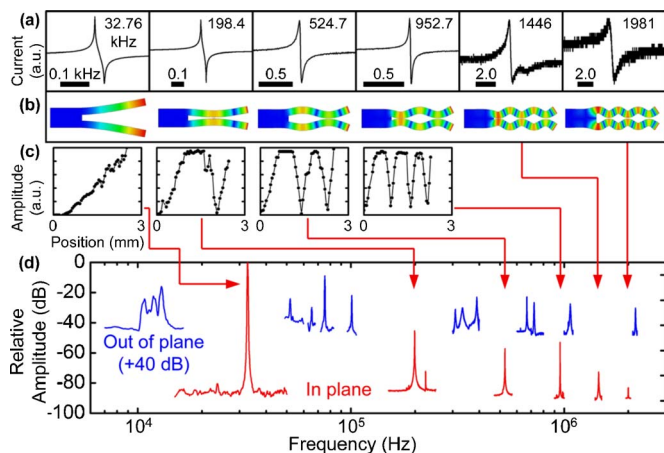 (a) 32.76 kHz 198.4 524.7 952.7 1446 1981
Current (a.u.)
0.1 kHz 0.1 0.5 0.5 2.0 2.0
(b)
(c)
Amplitude (a.u.)
0 3 0 3 0 3 0 3
Position (mm)
(d)
Relative Amplitude (dB)
0
-20
-40
-60
-80
-100
Out of plane
(+40 dB)
In plane
10⁴ 10⁵ 10⁶
Frequency (Hz)